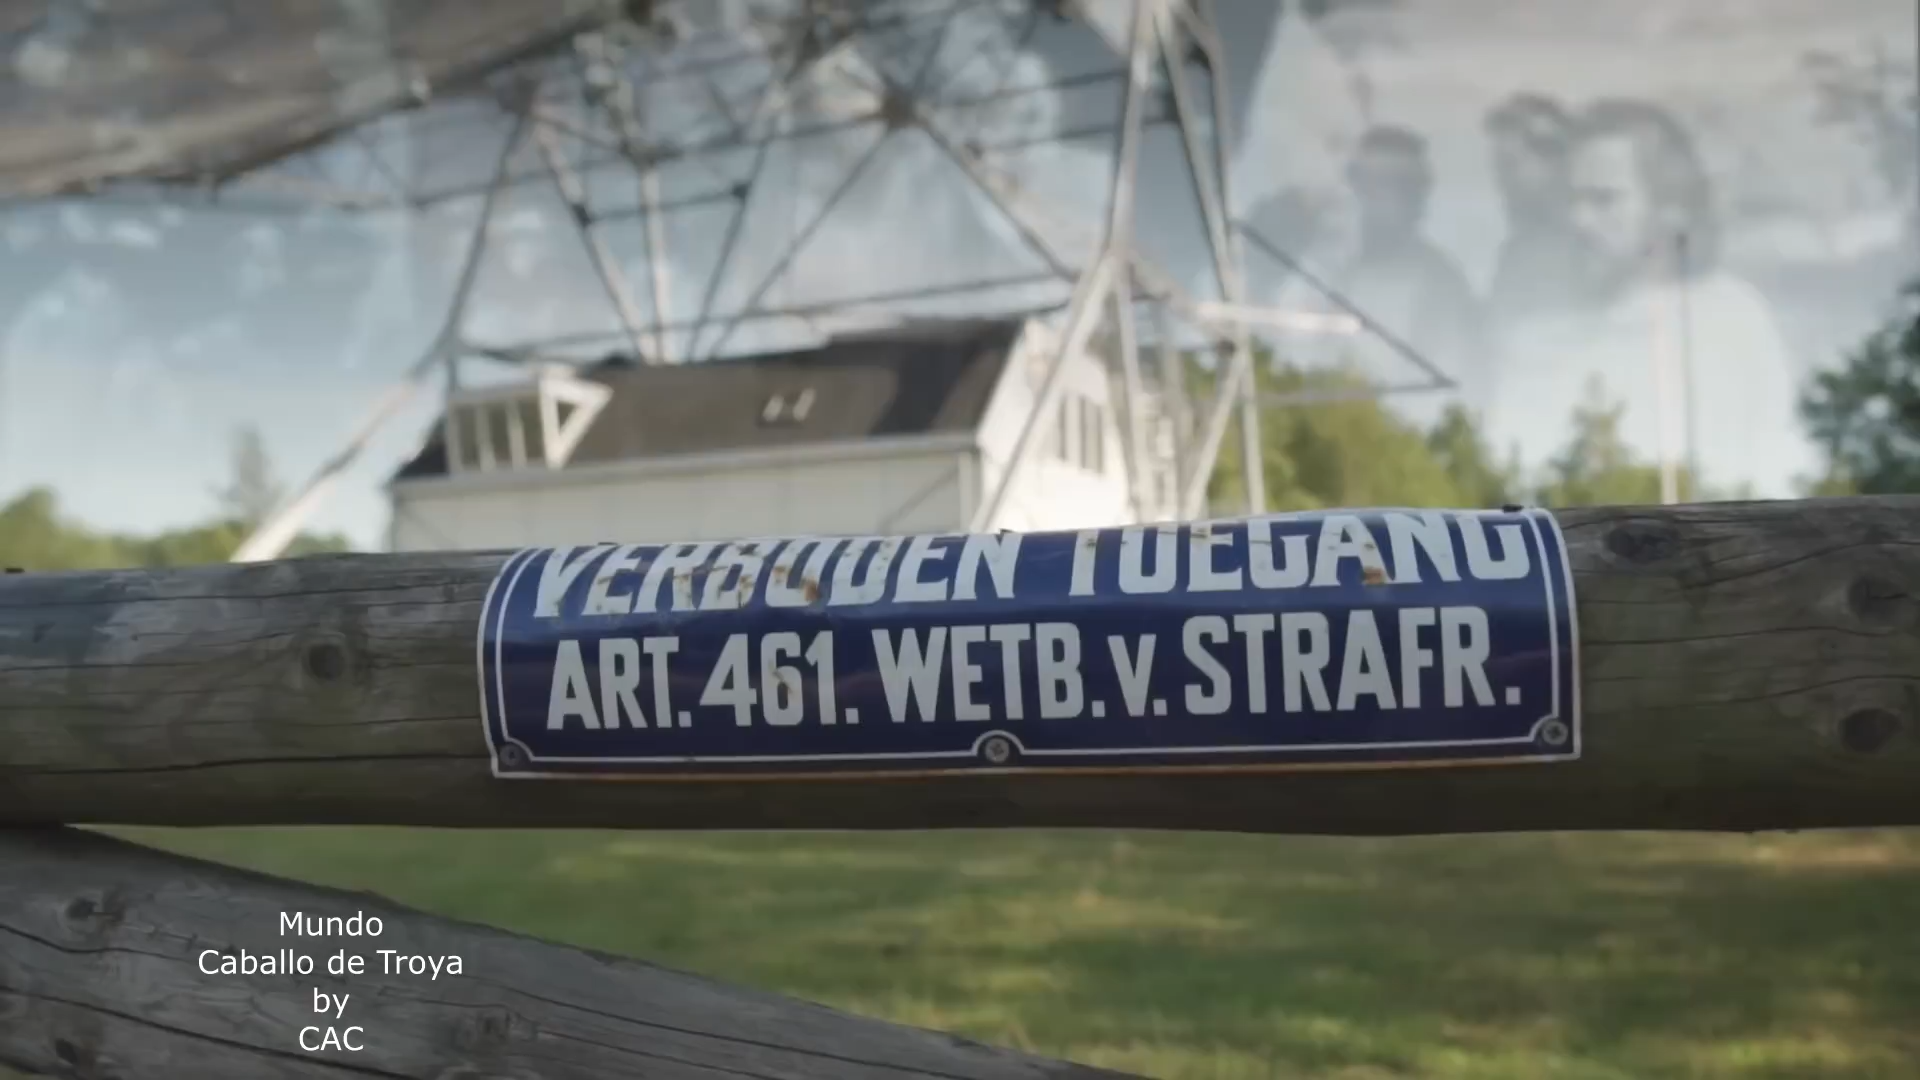 VERBODEN TOEGANG
ART. 461. WETB. v. STRAFR.
Mundo
Caballo de Troya
by
CAC